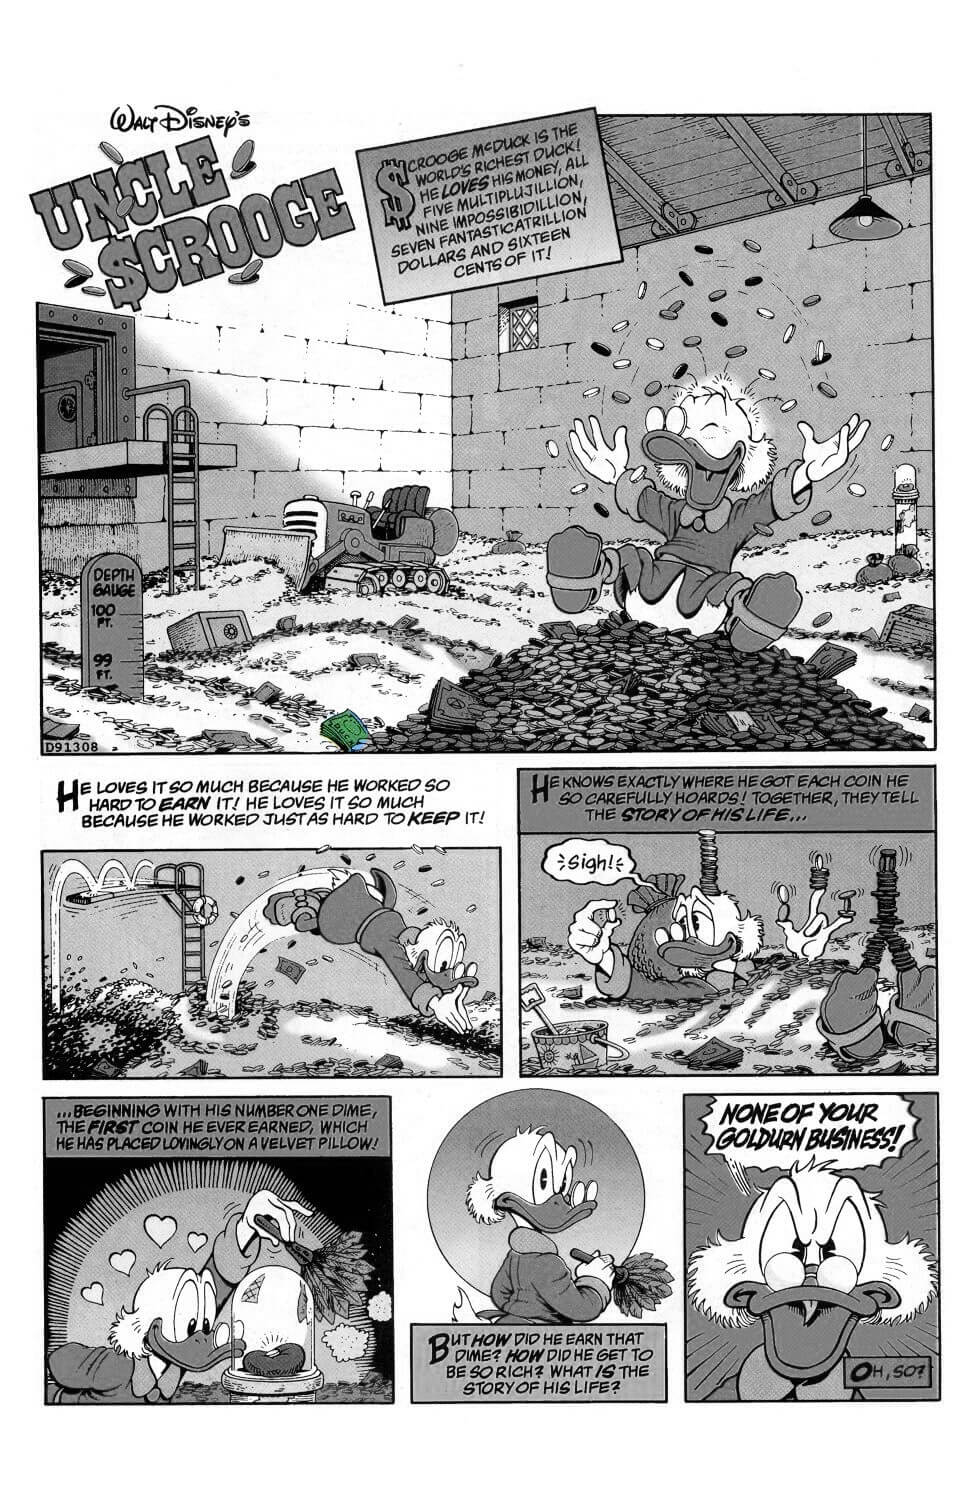 WALT DISNEY'S
UNCLE
$CROOGE
$CROOGE McDUCK IS THE
WORLD'S RICHEST DUCK!
HE LOVES HIS MONEY, ALL
FIVE MULTIPLUJILLION,
NINE IMPOSSIBIDILLION,
SEVEN FANTASTICATRILLION
DOLLARS AND SIXTEEN
CENTS OF IT!
DEPTH
GAUGE
100
FT.
99
FT.
D91308
HE LOVES IT SO MUCH BECAUSE HE WORKED SO
HARD TO EARN IT! HE LOVES IT SO MUCH
BECAUSE HE WORKED JUST AS HARD TO KEEP IT!
HE KNOWS EXACTLY WHERE HE GOT EACH COIN HE
SO CAREFULLY HOARDS! TOGETHER, THEY TELL
THE STORY OF HIS LIFE...
Sigh!
...BEGINNING WITH HIS NUMBER ONE DIME,
THE FIRST COIN HE EVER EARNED, WHICH
HE HAS PLACED LOVINGLY ON A VELVET PILLOW!
BUT HOW DID HE EARN THAT
DIME? HOW DID HE GET TO
BE SO RICH? WHAT IS THE
STORY OF HIS LIFE?
NONE OF YOUR
GOLDURN BUSINESS!
OH, SO?